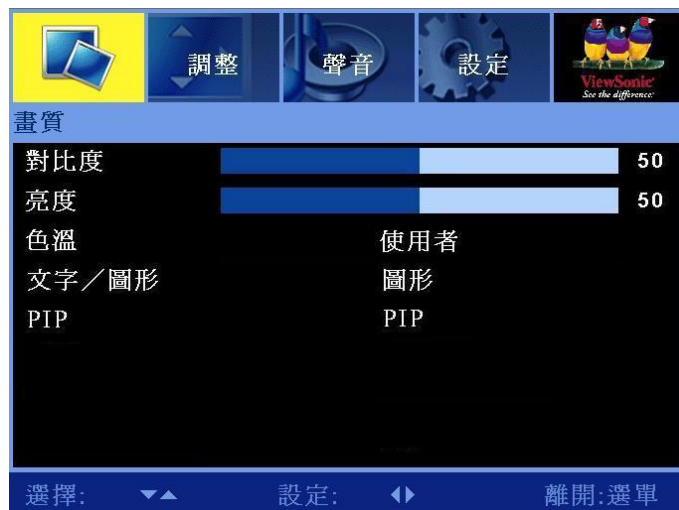 調整
聲音
設定
ViewSonic
See the difference
畫質
對比度 50
亮度 50
色溫 使用者
文字／圖形 圖形
PIP PIP
選擇: ▼▲ 設定: ◀▶ 離開:選單